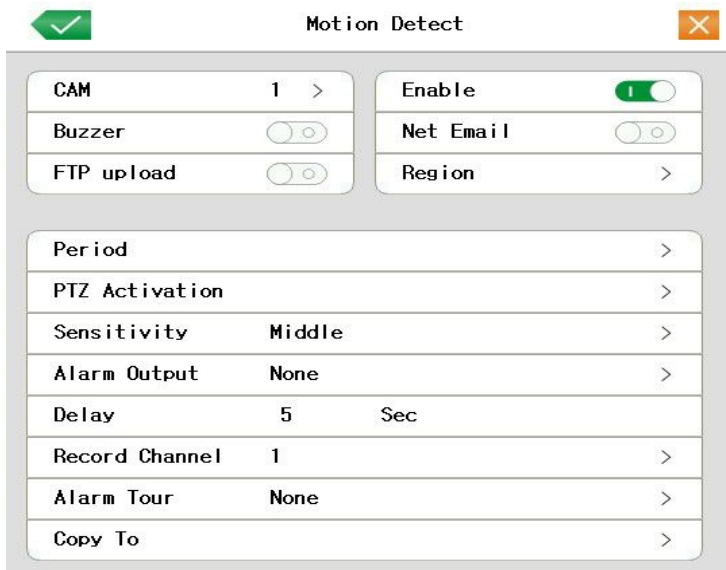 Motion Detect
CAM 1 >
Enable
Buzzer
Net Email
FTP upload
Region >
Period >
PTZ Activation >
Sensitivity Middle >
Alarm Output None >
Delay 5 Sec
Record Channel 1 >
Alarm Tour None >
Copy To >